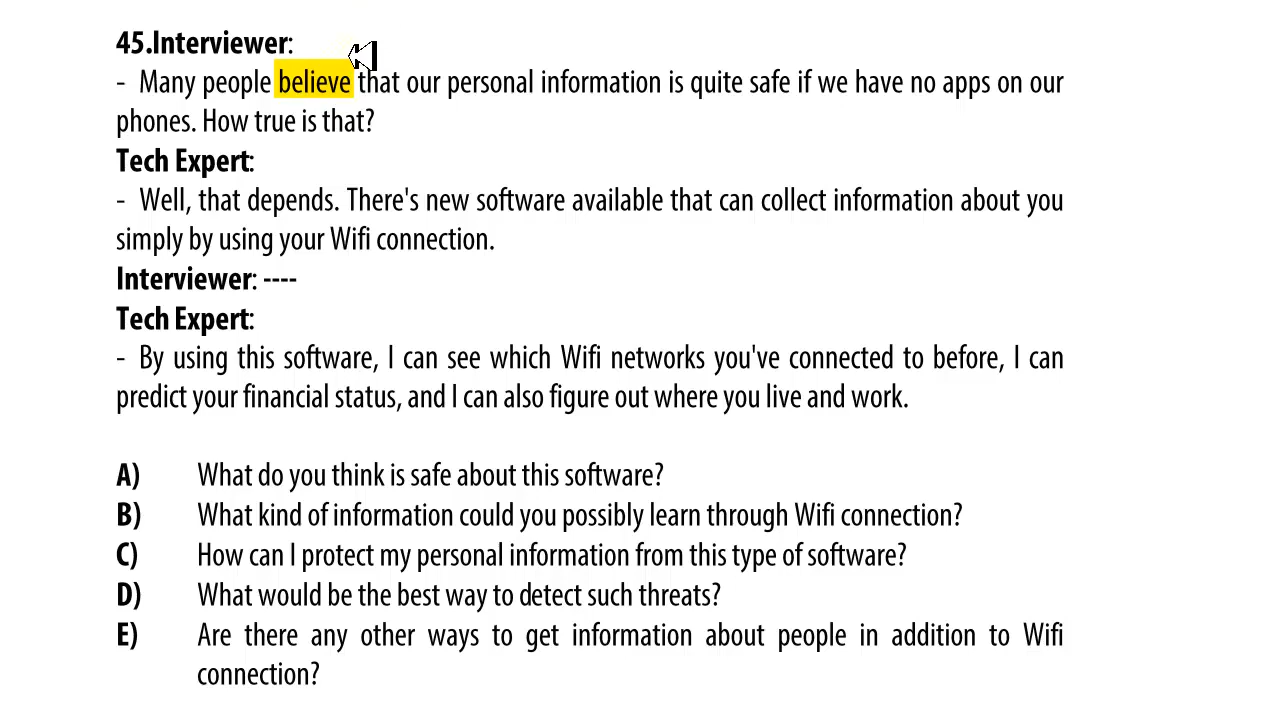 45.Interviewer:
- Many people believe that our personal information is quite safe if we have no apps on our
phones. How true is that?
Tech Expert:
- Well, that depends. There's new software available that can collect information about you
simply by using your Wifi connection.
Interviewer: ----
Tech Expert:
- By using this software, I can see which Wifi networks you've connected to before, I can
predict your financial status, and I can also figure out where you live and work.
A) What do you think is safe about this software?
B) What kind of information could you possibly learn through Wifi connection?
C) How can I protect my personal information from this type of software?
D) What would be the best way to detect such threats?
E) Are there any other ways to get information about people in addition to Wifi
connection?